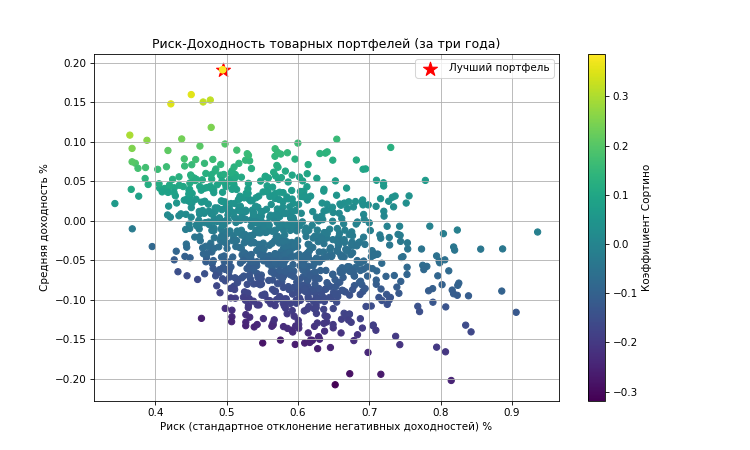 Риск-Доходность товарных портфелей (за три года)
Лучший портфель
Средняя доходность %
0.20
0.15
0.10
0.05
0.00
−0.05
−0.10
−0.15
−0.20
0.4 0.5 0.6 0.7 0.8 0.9
Риск (стандартное отклонение негативных доходностей) %
0.3
0.2
0.1
0.0
−0.1
−0.2
−0.3
Коэффициент Сортино